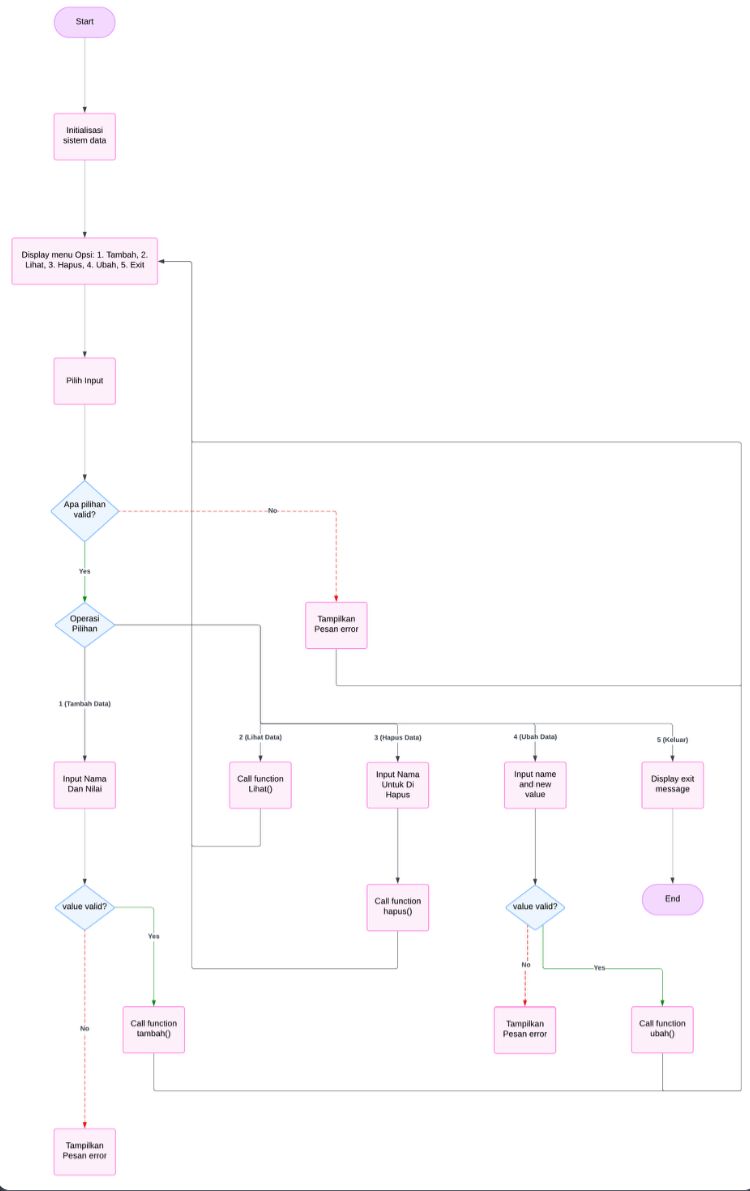 Start
Initialisasi
sistem data
Display menu Opsi: 1. Tambah, 2.
Lihat, 3. Hapus, 4. Ubah, 5. Exit
Pilih Input
Apa pilihan
valid?
No
Yes
Operasi
Pilihan
Tampilkan
Pesan error
1 (Tambah Data)
2 (Lihat Data)
3 (Hapus Data)
4 (Ubah Data)
5 (Keluar)
Input Nama
Dan Nilai
Call function
Lihat()
Input Nama
Untuk Di
Hapus
Input name
and new
value
Display exit
message
value valid?
Yes
Call function
hapus()
value valid?
End
No
Yes
No
Call function
tambah()
Tampilkan
Pesan error
Call function
ubah()
Tampilkan
Pesan error